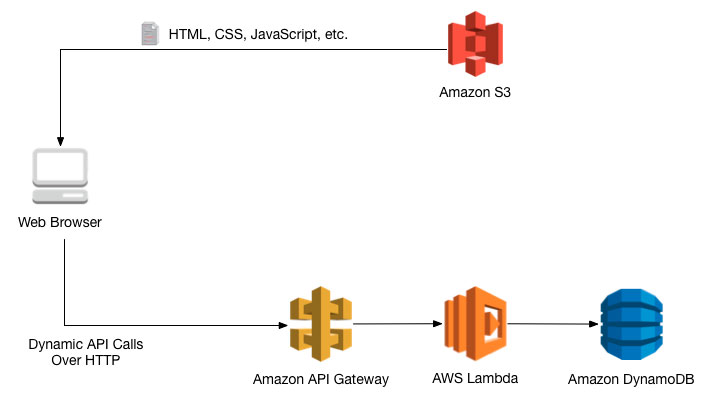 HTML, CSS, JavaScript, etc.
Amazon S3
Web Browser
Dynamic API Calls
Over HTTP
Amazon API Gateway
AWS Lambda
Amazon DynamoDB